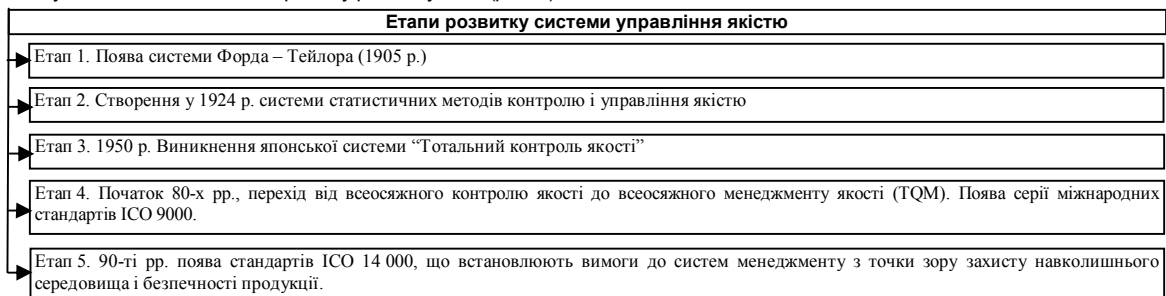 Етапи розвитку системи управління якістю
Етап 1. Поява системи Форда – Тейлора (1905 р.)
Етап 2. Створення у 1924 р. системи статистичних методів контролю і управління якістю
Етап 3. 1950 р. Виникнення японської системи “Тотальний контроль якості”
Етап 4. Початок 80-х рр., перехід від всеосяжного контролю якості до всеосяжного менеджменту якості (TQM). Поява серії міжнародних
стандартів ІСО 9000.
Етап 5. 90-ті рр. поява стандартів ІСО 14 000, що встановлюють вимоги до систем менеджменту з точки зору захисту навколишнього
середовища і безпечності продукції.